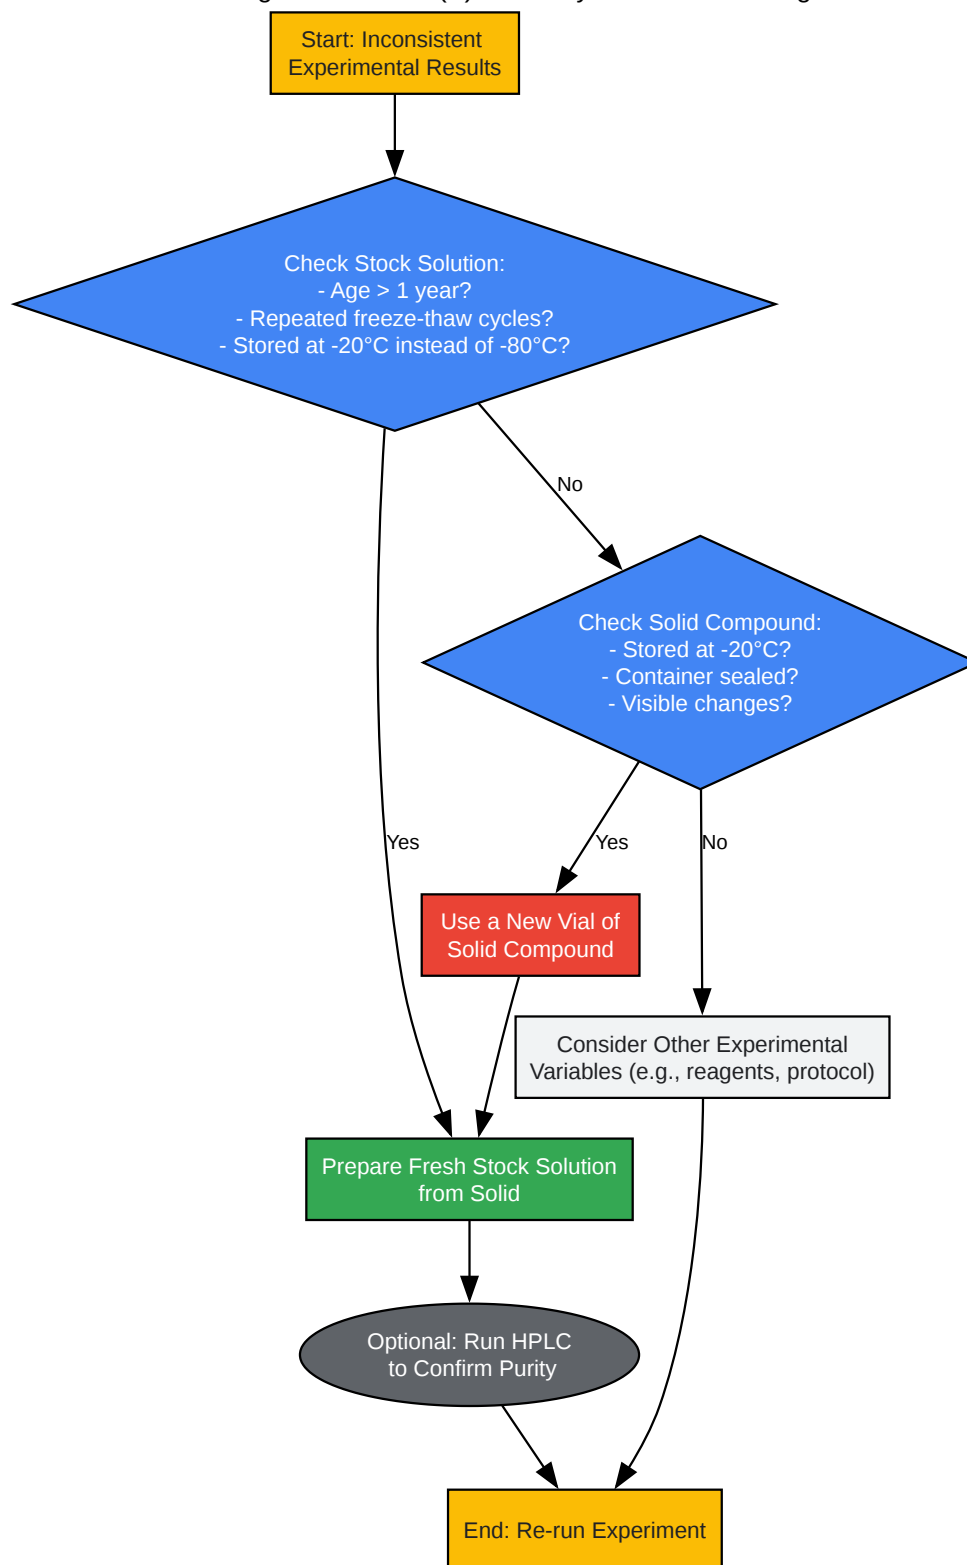 Start: Inconsistent
Experimental Results
Check Stock Solution:
- Age > 1 year?
- Repeated freeze-thaw cycles?
- Stored at -20°C instead of -80°C?
No
Check Solid Compound:
- Stored at -20°C?
- Container sealed?
- Visible changes?
Yes
Yes
No
Use a New Vial of
Solid Compound
Consider Other Experimental
Variables (e.g., reagents, protocol)
Prepare Fresh Stock Solution
from Solid
Optional: Run HPLC
to Confirm Purity
End: Re-run Experiment